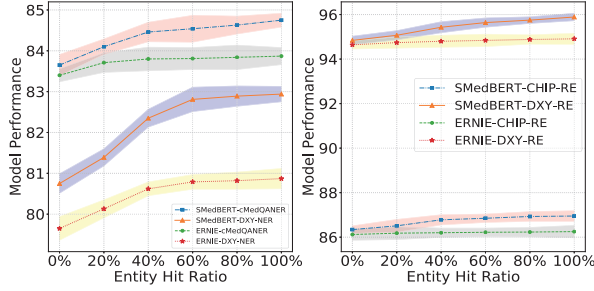 85
84
83
82
81
80
Model Performance
0% 20% 40% 60% 80% 100%
Entity Hit Ratio
SMedBERT-cMedQANER
SMedBERT-DXY-NER
ERNIE-cMedQANER
ERNIE-DXY-NER
96
94
92
90
88
86
Model Performance
0% 20% 40% 60% 80% 100%
Entity Hit Ratio
SMedBERT-CHIP-RE
SMedBERT-DXY-RE
ERNIE-CHIP-RE
ERNIE-DXY-RE